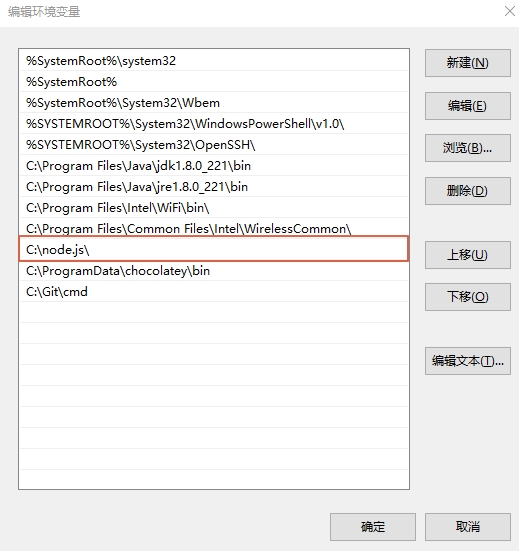 编辑环境变量
%SystemRoot%\system32
%SystemRoot%
%SystemRoot%\System32\Wbem
%SYSTEMROOT%\System32\WindowsPowerShell\v1.0\
%SYSTEMROOT%\System32\OpenSSH\
C:\Program Files\Java\jdk1.8.0_221\bin
C:\Program Files\Java\jre1.8.0_221\bin
C:\Program Files\Intel\WiFi\bin\
C:\Program Files\Common Files\Intel\WirelessCommon\
C:\node.js\
C:\ProgramData\chocolatey\bin
C:\Git\cmd
新建(N)
编辑(E)
浏览(B)...
删除(D)
上移(U)
下移(O)
编辑文本(T)...
确定
取消